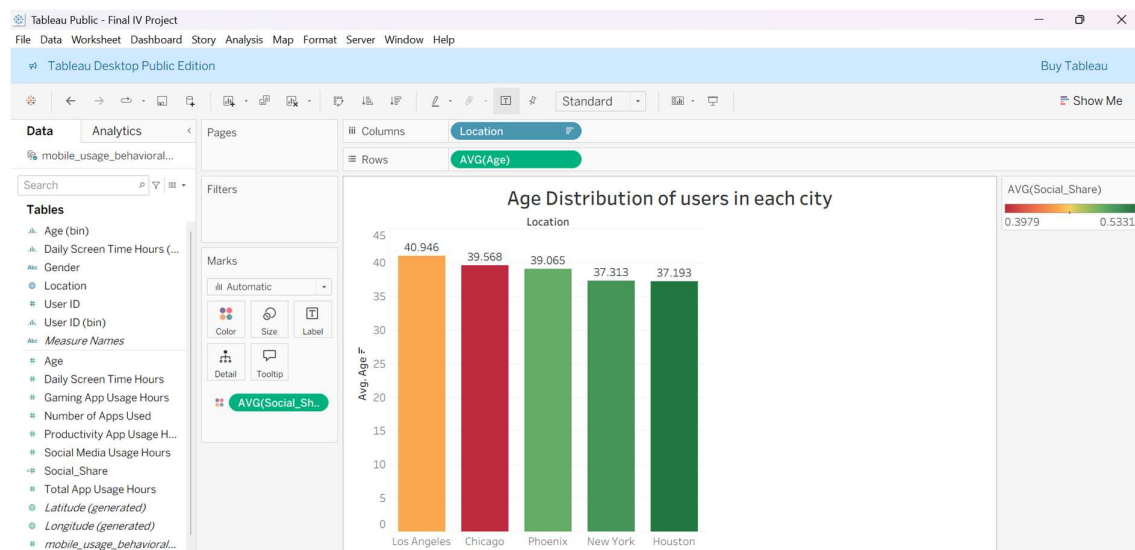 Tableau Public - Final IV Project
File Data Worksheet Dashboard Story Analysis Map Format Server Window Help
Tableau Desktop Public Edition
Buy Tableau
Standard
Show Me
Data Analytics
mobile_usage_behavioral...
Search
Tables
Age (bin)
Daily Screen Time Hours (...
Abc Gender
Location
# User ID
User ID (bin)
Abc Measure Names
# Age
# Daily Screen Time Hours
# Gaming App Usage Hours
# Number of Apps Used
# Productivity App Usage H...
# Social Media Usage Hours
=# Social_Share
# Total App Usage Hours
Latitude (generated)
Longitude (generated)
# mobile_usage_behavioral...
Pages
Filters
Marks
Automatic
Color Size Label
Detail Tooltip
AVG(Social_Sh..
Columns Location
Rows AVG(Age)
Age Distribution of users in each city
Location
Avg. Age
45
40
35
30
25
20
15
10
5
0
40.946 39.568 39.065 37.313 37.193
Los Angeles Chicago Phoenix New York Houston
AVG(Social_Share)
0.3979 0.5331